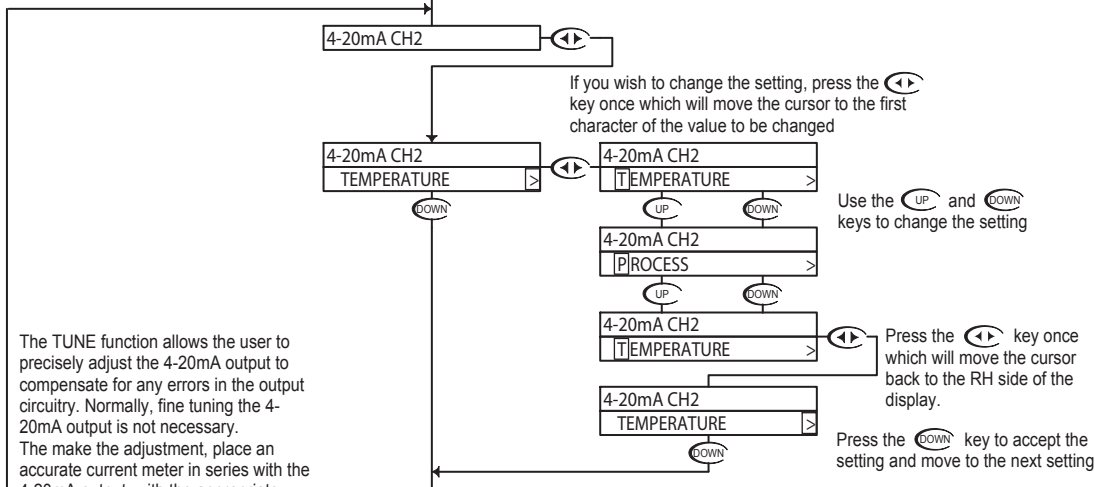 4-20mA CH2
If you wish to change the setting, press the
key once which will move the cursor to the first
character of the value to be changed
4-20mA CH2
TEMPERATURE >
4-20mA CH2
TEMPERATURE >
DOWN
UP DOWN
Use the UP and DOWN
keys to change the setting
4-20mA CH2
PROCESS >
UP DOWN
4-20mA CH2
TEMPERATURE >
Press the key once
which will move the cursor
back to the RH side of the
display.
4-20mA CH2
TEMPERATURE >
DOWN
Press the DOWN key to accept the
setting and move to the next setting
The TUNE function allows the user to
precisely adjust the 4-20mA output to
compensate for any errors in the output
circuitry. Normally, fine tuning the 4-
20mA output is not necessary.
The make the adjustment, place an
accurate current meter in series with the
4-20mA output, with the appropriate